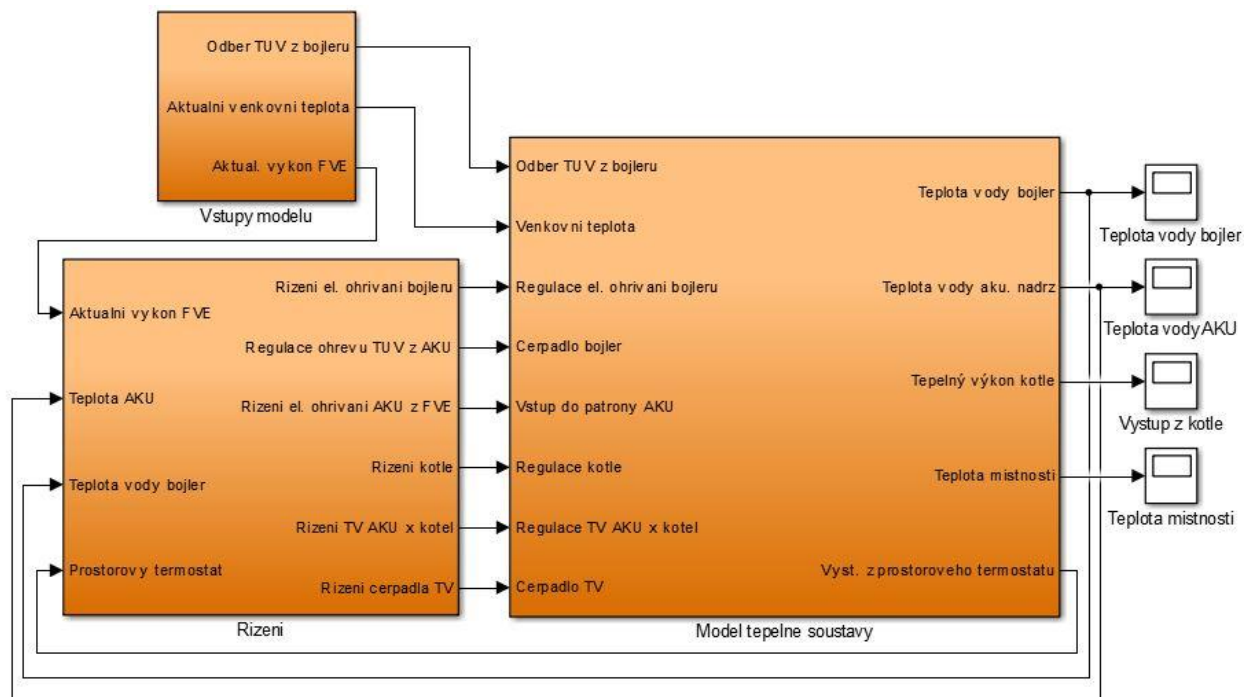 Odber TUV z bojleru
Aktualni venkovni teplota
Aktual. vykon FVE
Vstupy modelu
Aktualni vykon FVE
Teplota AKU
Teplota vody bojler
Prostorovy termostat
Rizeni el. ohrivani bojleru
Regulace ohrevu TUV z AKU
Rizeni el. ohrivani AKU z FVE
Rizeni kotle
Rizeni TV AKU x kotel
Rizeni cerpadla TV
Rizeni
Odber TUV z bojleru
Venkovni teplota
Regulace el. ohrivani bojleru
Cerpadlo bojler
Vstup do patrony AKU
Regulace kotle
Regulace TV AKU x kotel
Cerpadlo TV
Teplota vody bojler
Teplota vody aku. nadrz
Tepelný výkon kotle
Teplota mistnosti
Vyst. z prostoroveho termostatu
Model tepelne soustavy
Teplota vody bojler
Teplota vody AKU
Vystup z kotle
Teplota mistnosti